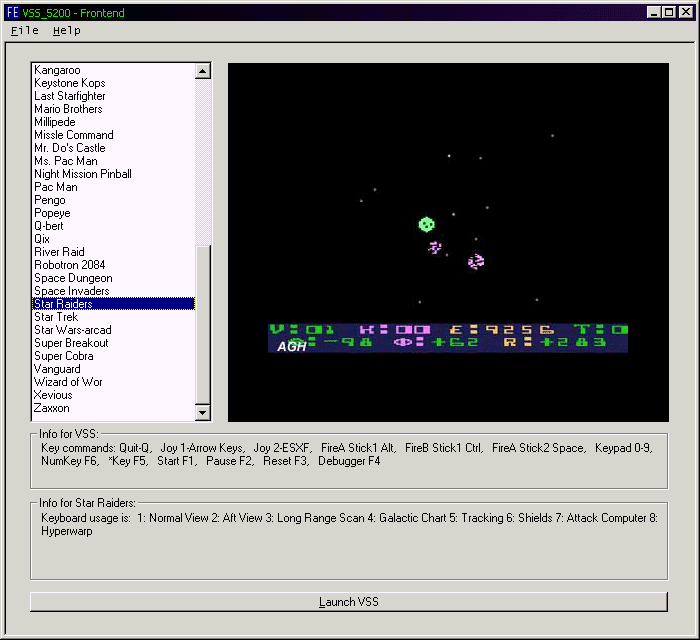 FE VSS_5200 - Frontend
File Help
Kangaroo
Keystone Kops
Last Starfighter
Mario Brothers
Millipede
Missle Command
Mr. Do's Castle
Ms. Pac Man
Night Mission Pinball
Pac Man
Pengo
Popeye
Q-bert
Qix
River Raid
Robotron 2084
Space Dungeon
Space Invaders
Star Raiders
Star Trek
Star Wars-arcad
Super Breakout
Super Cobra
Vanguard
Wizard of Wor
Xevious
Zaxxon
V:01 K:00 E:9256 T:0
AGH :-98 Φ:+62 R:+283
Info for VSS:
Key commands: Quit-Q, Joy 1-Arrow Keys, Joy 2-ESXF, FireA Stick1 Alt, FireB Stick1 Ctrl, FireA Stick2 Space, Keypad 0-9,
NumKey F6, *Key F5, Start F1, Pause F2, Reset F3, Debugger F4
Info for Star Raiders:
Keyboard usage is: 1: Normal View 2: Aft View 3: Long Range Scan 4: Galactic Chart 5: Tracking 6: Shields 7: Attack Computer 8:
Hyperwarp
Launch VSS